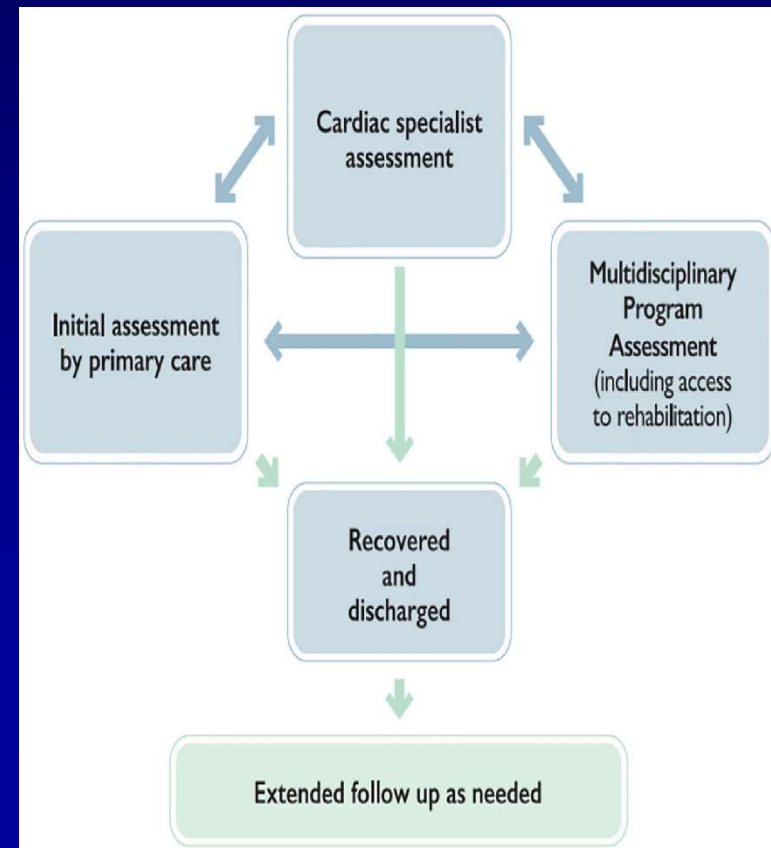 Cardiac specialist
assessment
Initial assessment
by primary care
Multidisciplinary
Program
Assessment
(including access
to rehabilitation)
Recovered
and
discharged
Extended follow up as needed